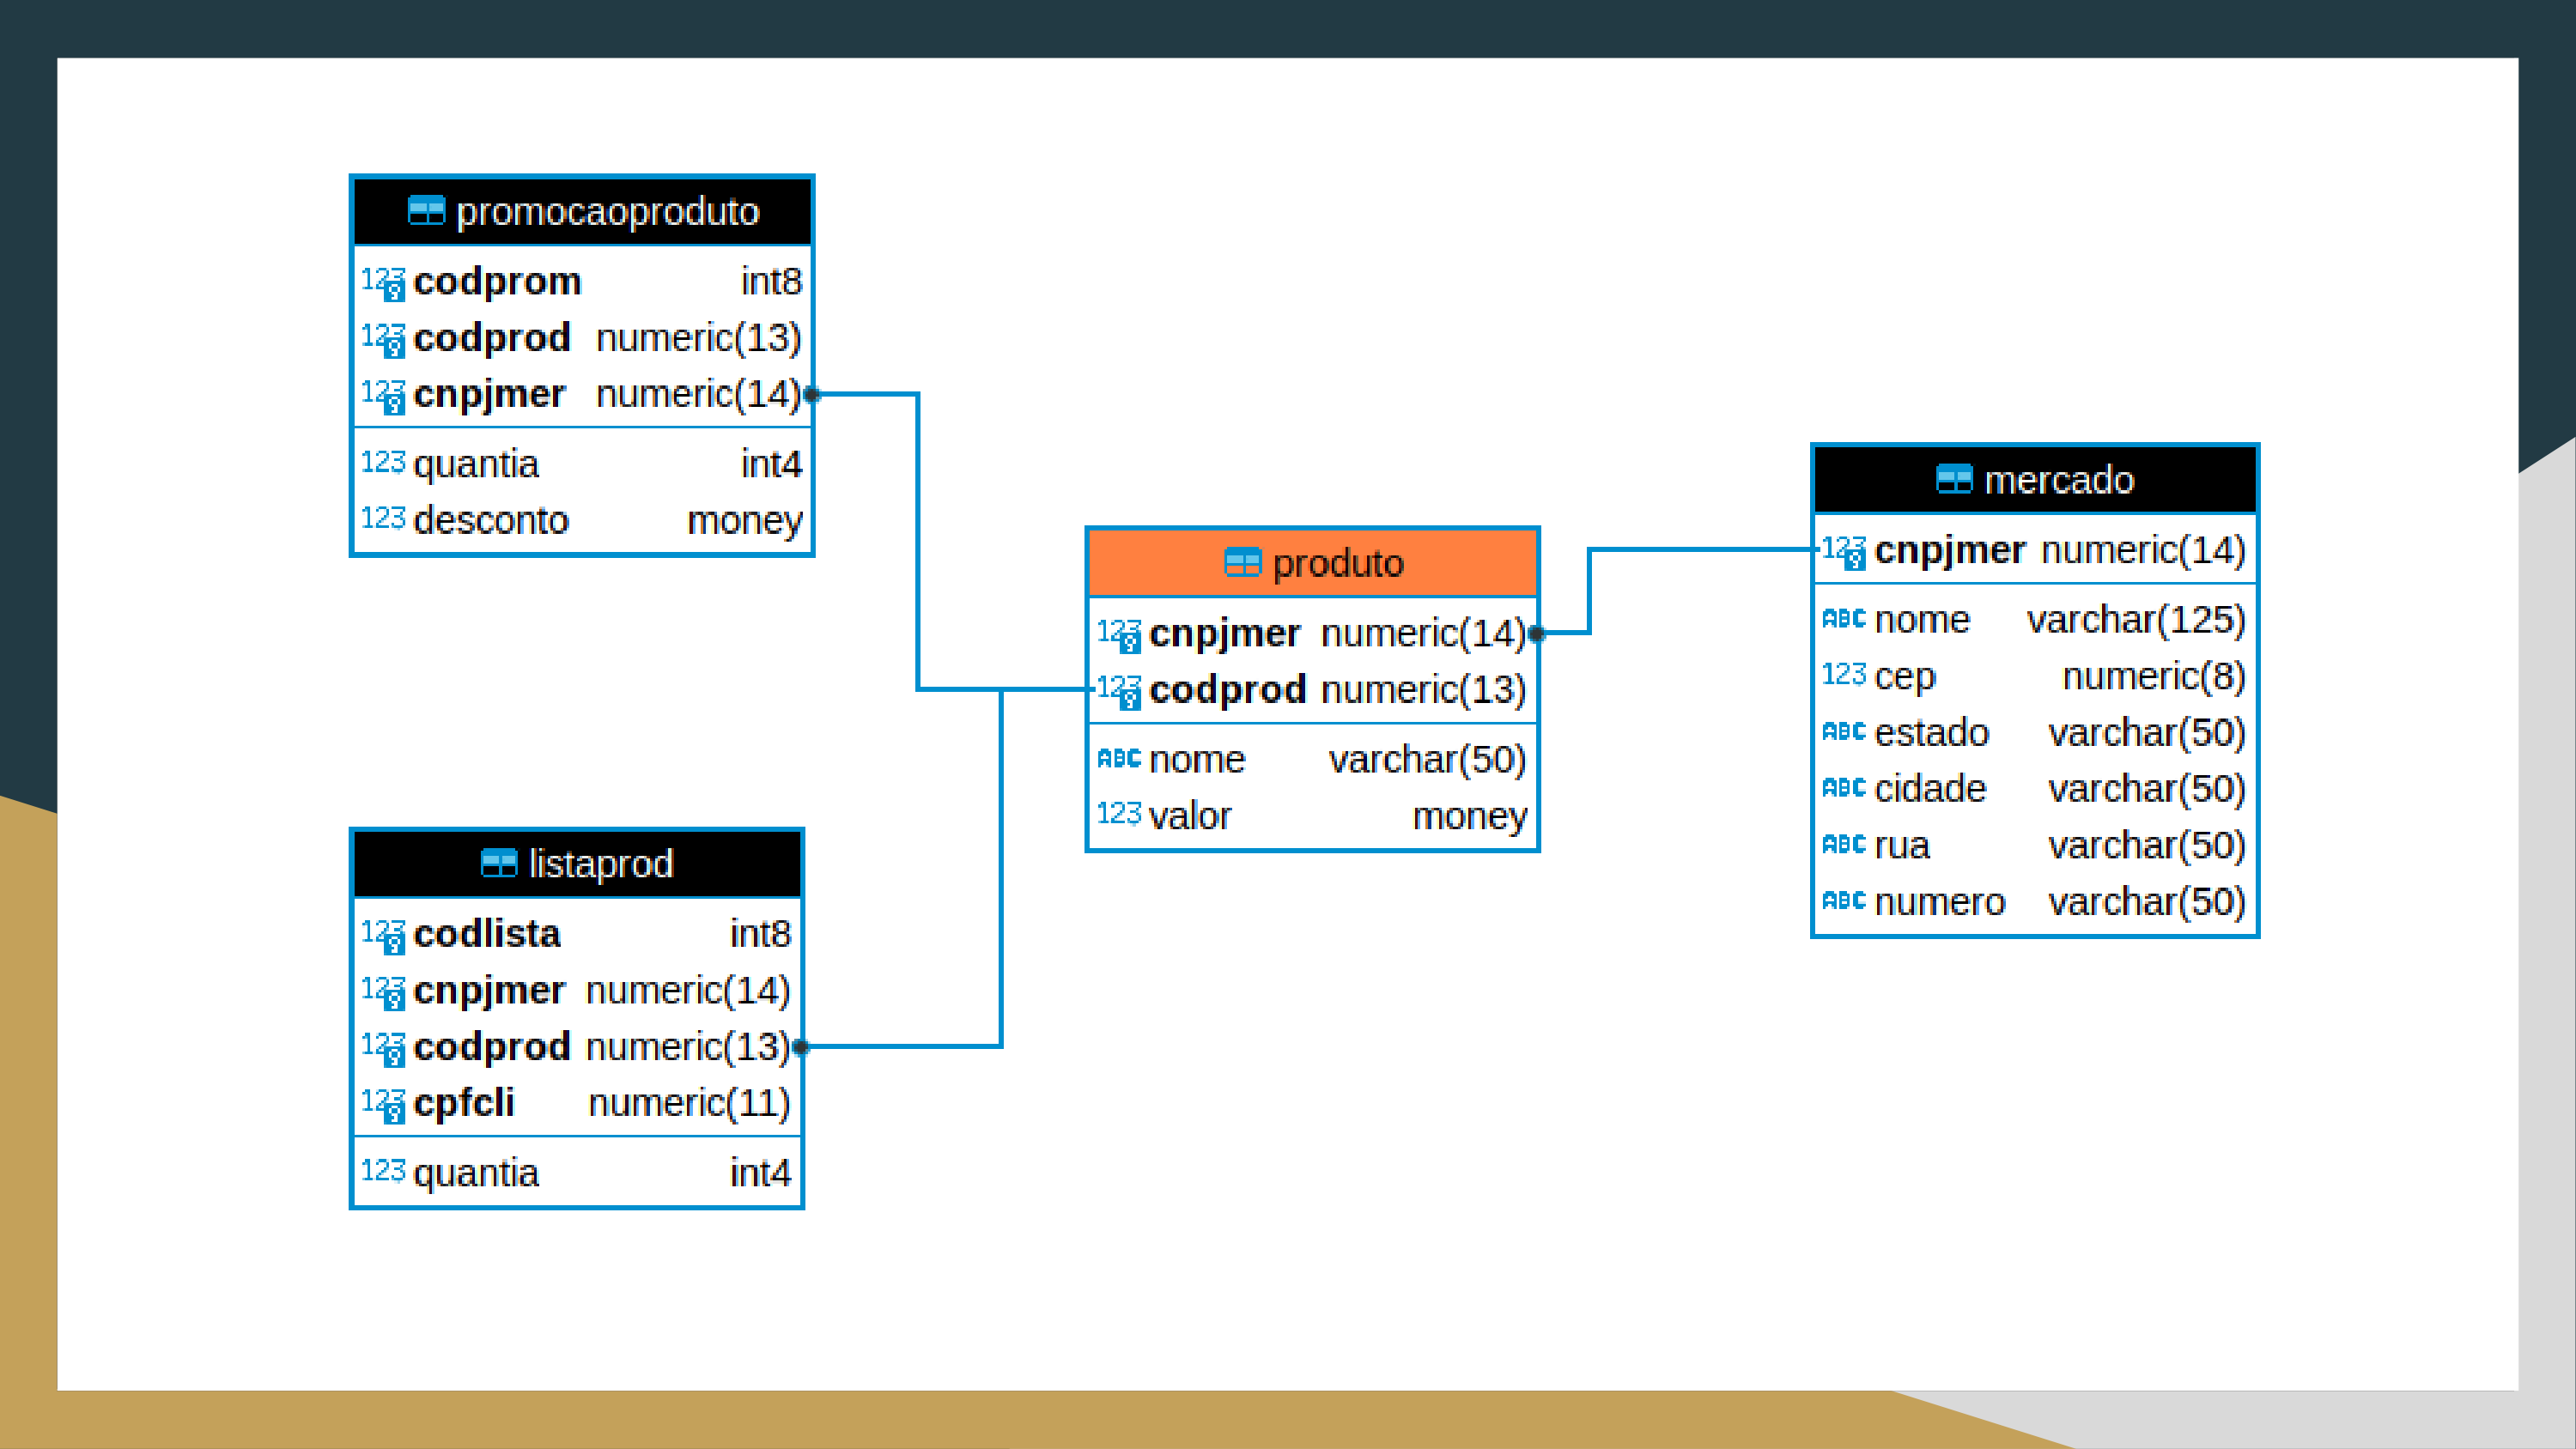 promocaoproduto
123 codprom int8
123 codprod numeric(13)
123 cnpjmer numeric(14)
123 quantia int4
123 desconto money
listaprod
123 codlista int8
123 cnpjmer numeric(14)
123 codprod numeric(13)
123 cpfcli numeric(11)
123 quantia int4
produto
123 cnpjmer numeric(14)
123 codprod numeric(13)
ABC nome varchar(50)
123 valor money
mercado
123 cnpjmer numeric(14)
ABC nome varchar(125)
123 cep numeric(8)
ABC estado varchar(50)
ABC cidade varchar(50)
ABC rua varchar(50)
ABC numero varchar(50)